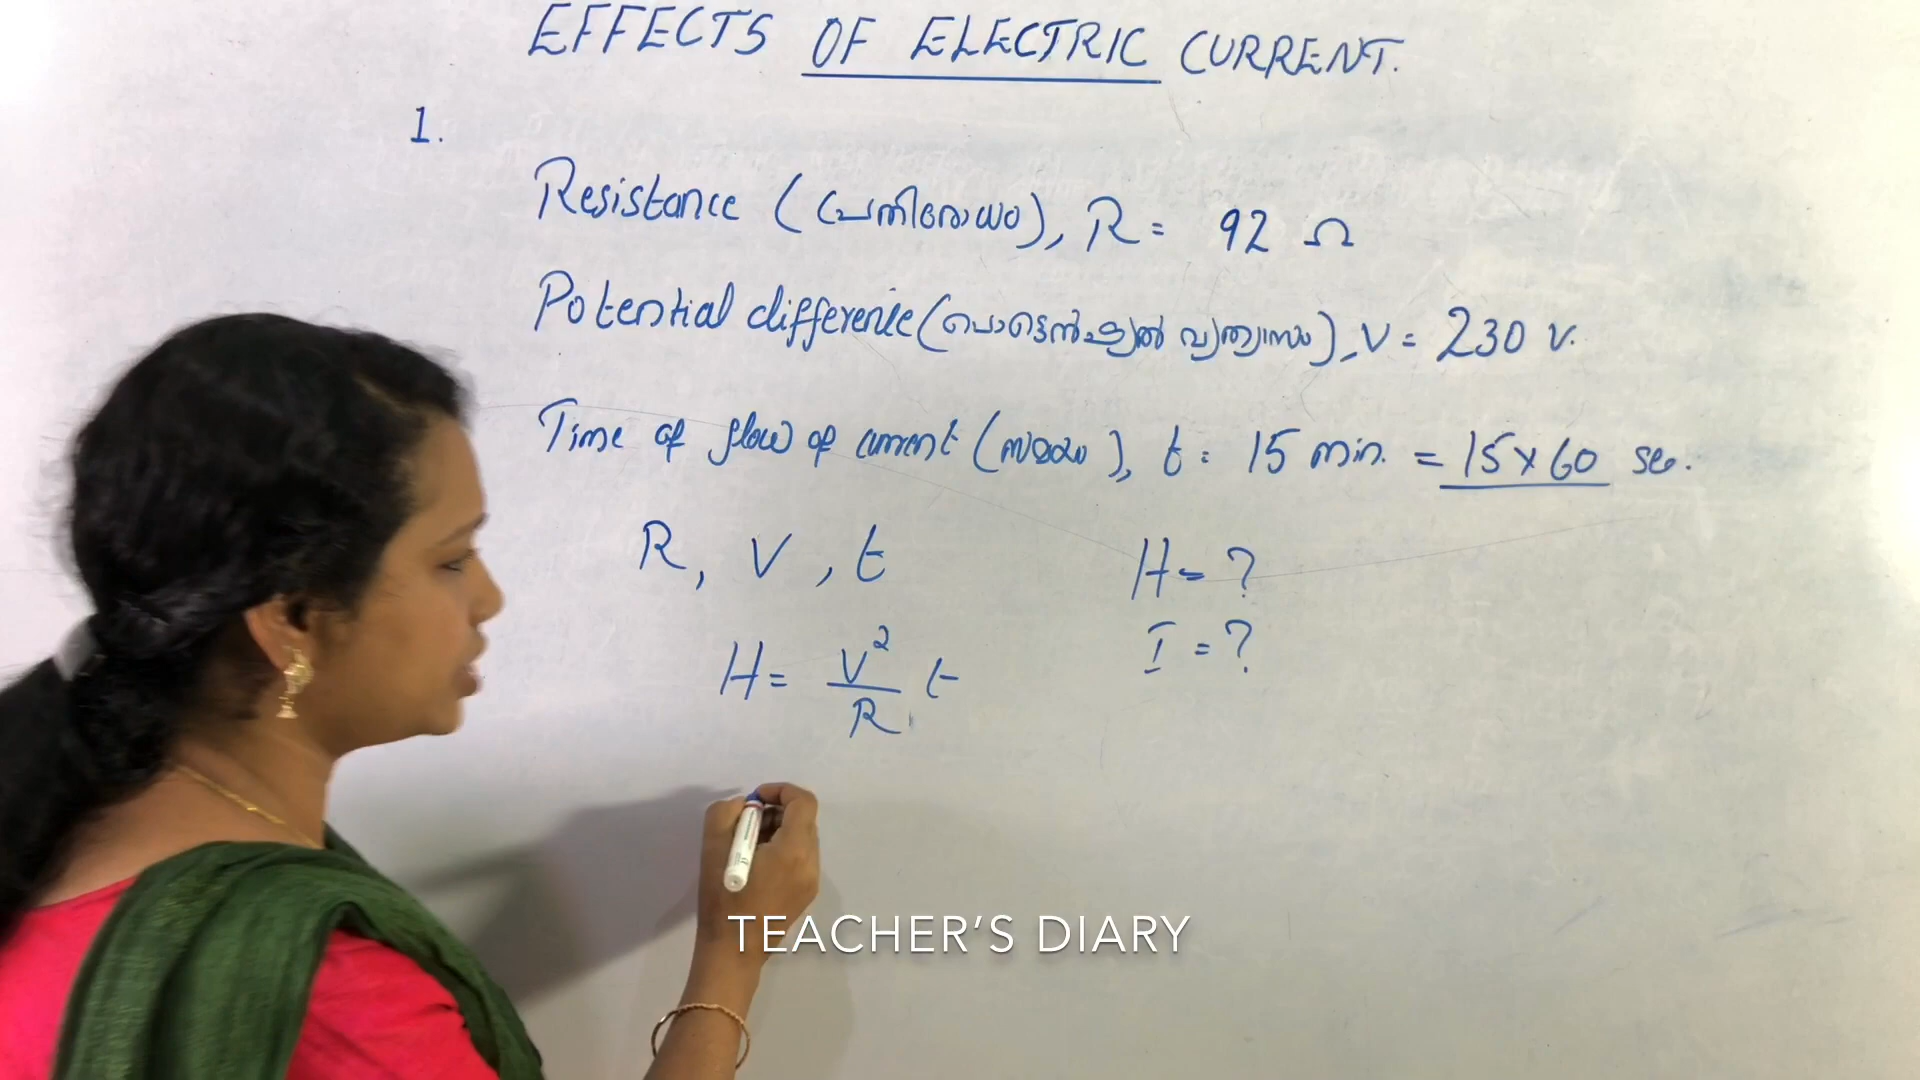 EFFECTS OF ELECTRIC CURRENT.
1.
Resistance (പ്രതിരോധം), R = 92 Ω
Potential difference (പൊട്ടെൻഷ്യൽ വ്യത്യാസം), V = 230 V.
Time of flow of current (സമയം), t = 15 min. = 15 x 60 sec.
R, V, t
H = ?
I = ?
H = V²/R t
TEACHER'S DIARY